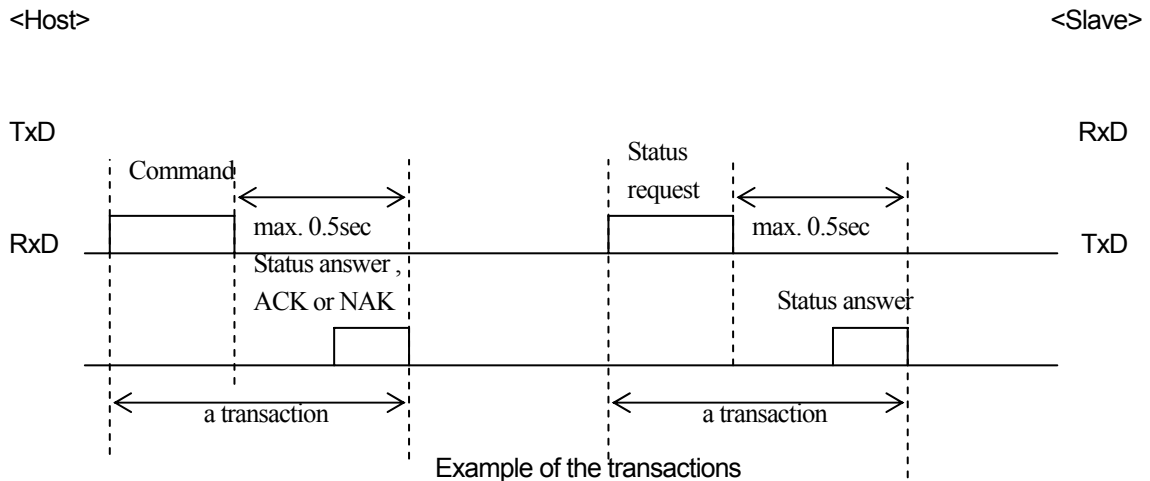 <Host>
<Slave>
TxD
RxD
Command
Status
request
max. 0.5sec
max. 0.5sec
RxD
TxD
Status answer ,
ACK or NAK
Status answer
a transaction
a transaction
Example of the transactions